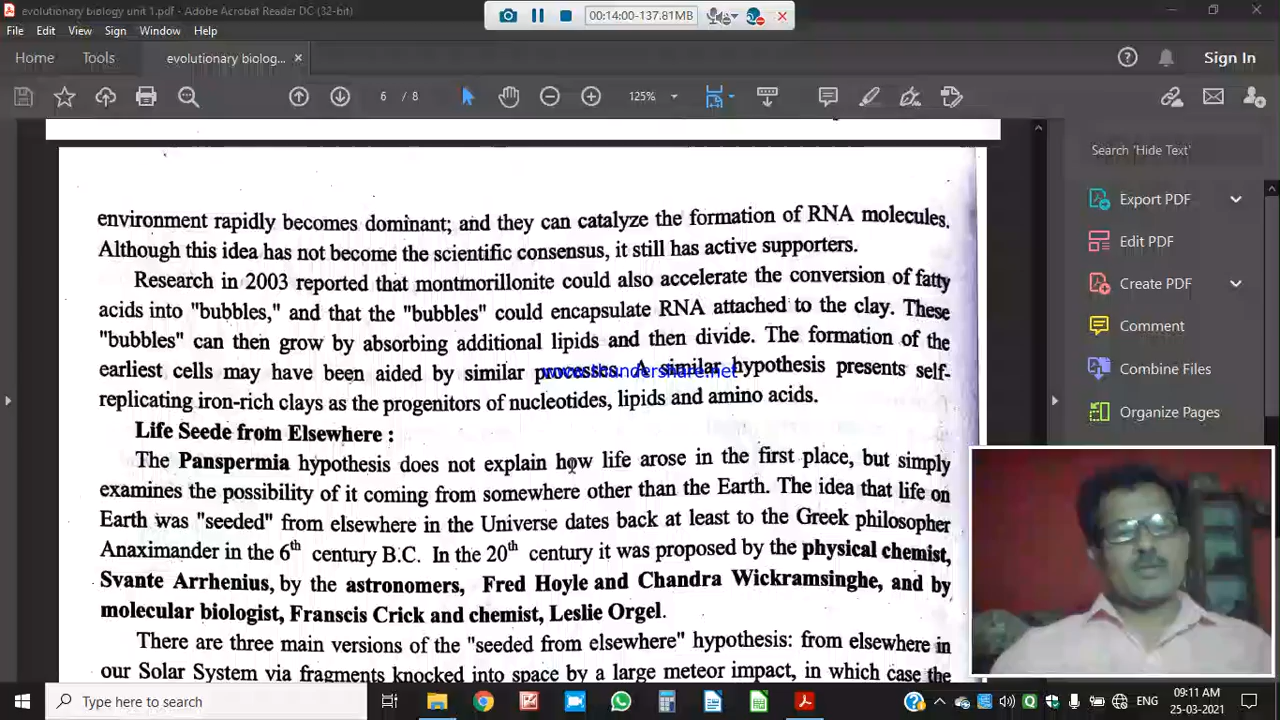 evolutionary biology unit 1.pdf - Adobe Acrobat Reader DC (32-bit)
00:14:00-137.81MB
File Edit View Sign Window Help
Home Tools evolutionary biolog... Sign In
6 / 8 125%
Search 'Hide Text'
Export PDF
Edit PDF
Create PDF
Comment
Combine Files
Organize Pages
environment rapidly becomes dominant; and they can catalyze the formation of RNA molecules.
Although this idea has not become the scientific consensus, it still has active supporters.
Research in 2003 reported that montmorillonite could also accelerate the conversion of fatty
acids into "bubbles," and that the "bubbles" could encapsulate RNA attached to the clay. These
"bubbles" can then grow by absorbing additional lipids and then divide. The formation of the
earliest cells may have been aided by similar processes. A similar hypothesis presents self-
www.thundershare.net
replicating iron-rich clays as the progenitors of nucleotides, lipids and amino acids.
Life Seede from Elsewhere :
The Panspermia hypothesis does not explain how life arose in the first place, but simply
examines the possibility of it coming from somewhere other than the Earth. The idea that life on
Earth was "seeded" from elsewhere in the Universe dates back at least to the Greek philosopher
Anaximander in the 6th century B.C. In the 20th century it was proposed by the physical chemist,
Svante Arrhenius, by the astronomers, Fred Hoyle and Chandra Wickramsinghe, and by
molecular biologist, Franscis Crick and chemist, Leslie Orgel.
There are three main versions of the "seeded from elsewhere" hypothesis: from elsewhere in
our Solar System via fragments knocked into space by a large meteor impact, in which case the
Type here to search
ENG
09:11 AM
25-03-2021